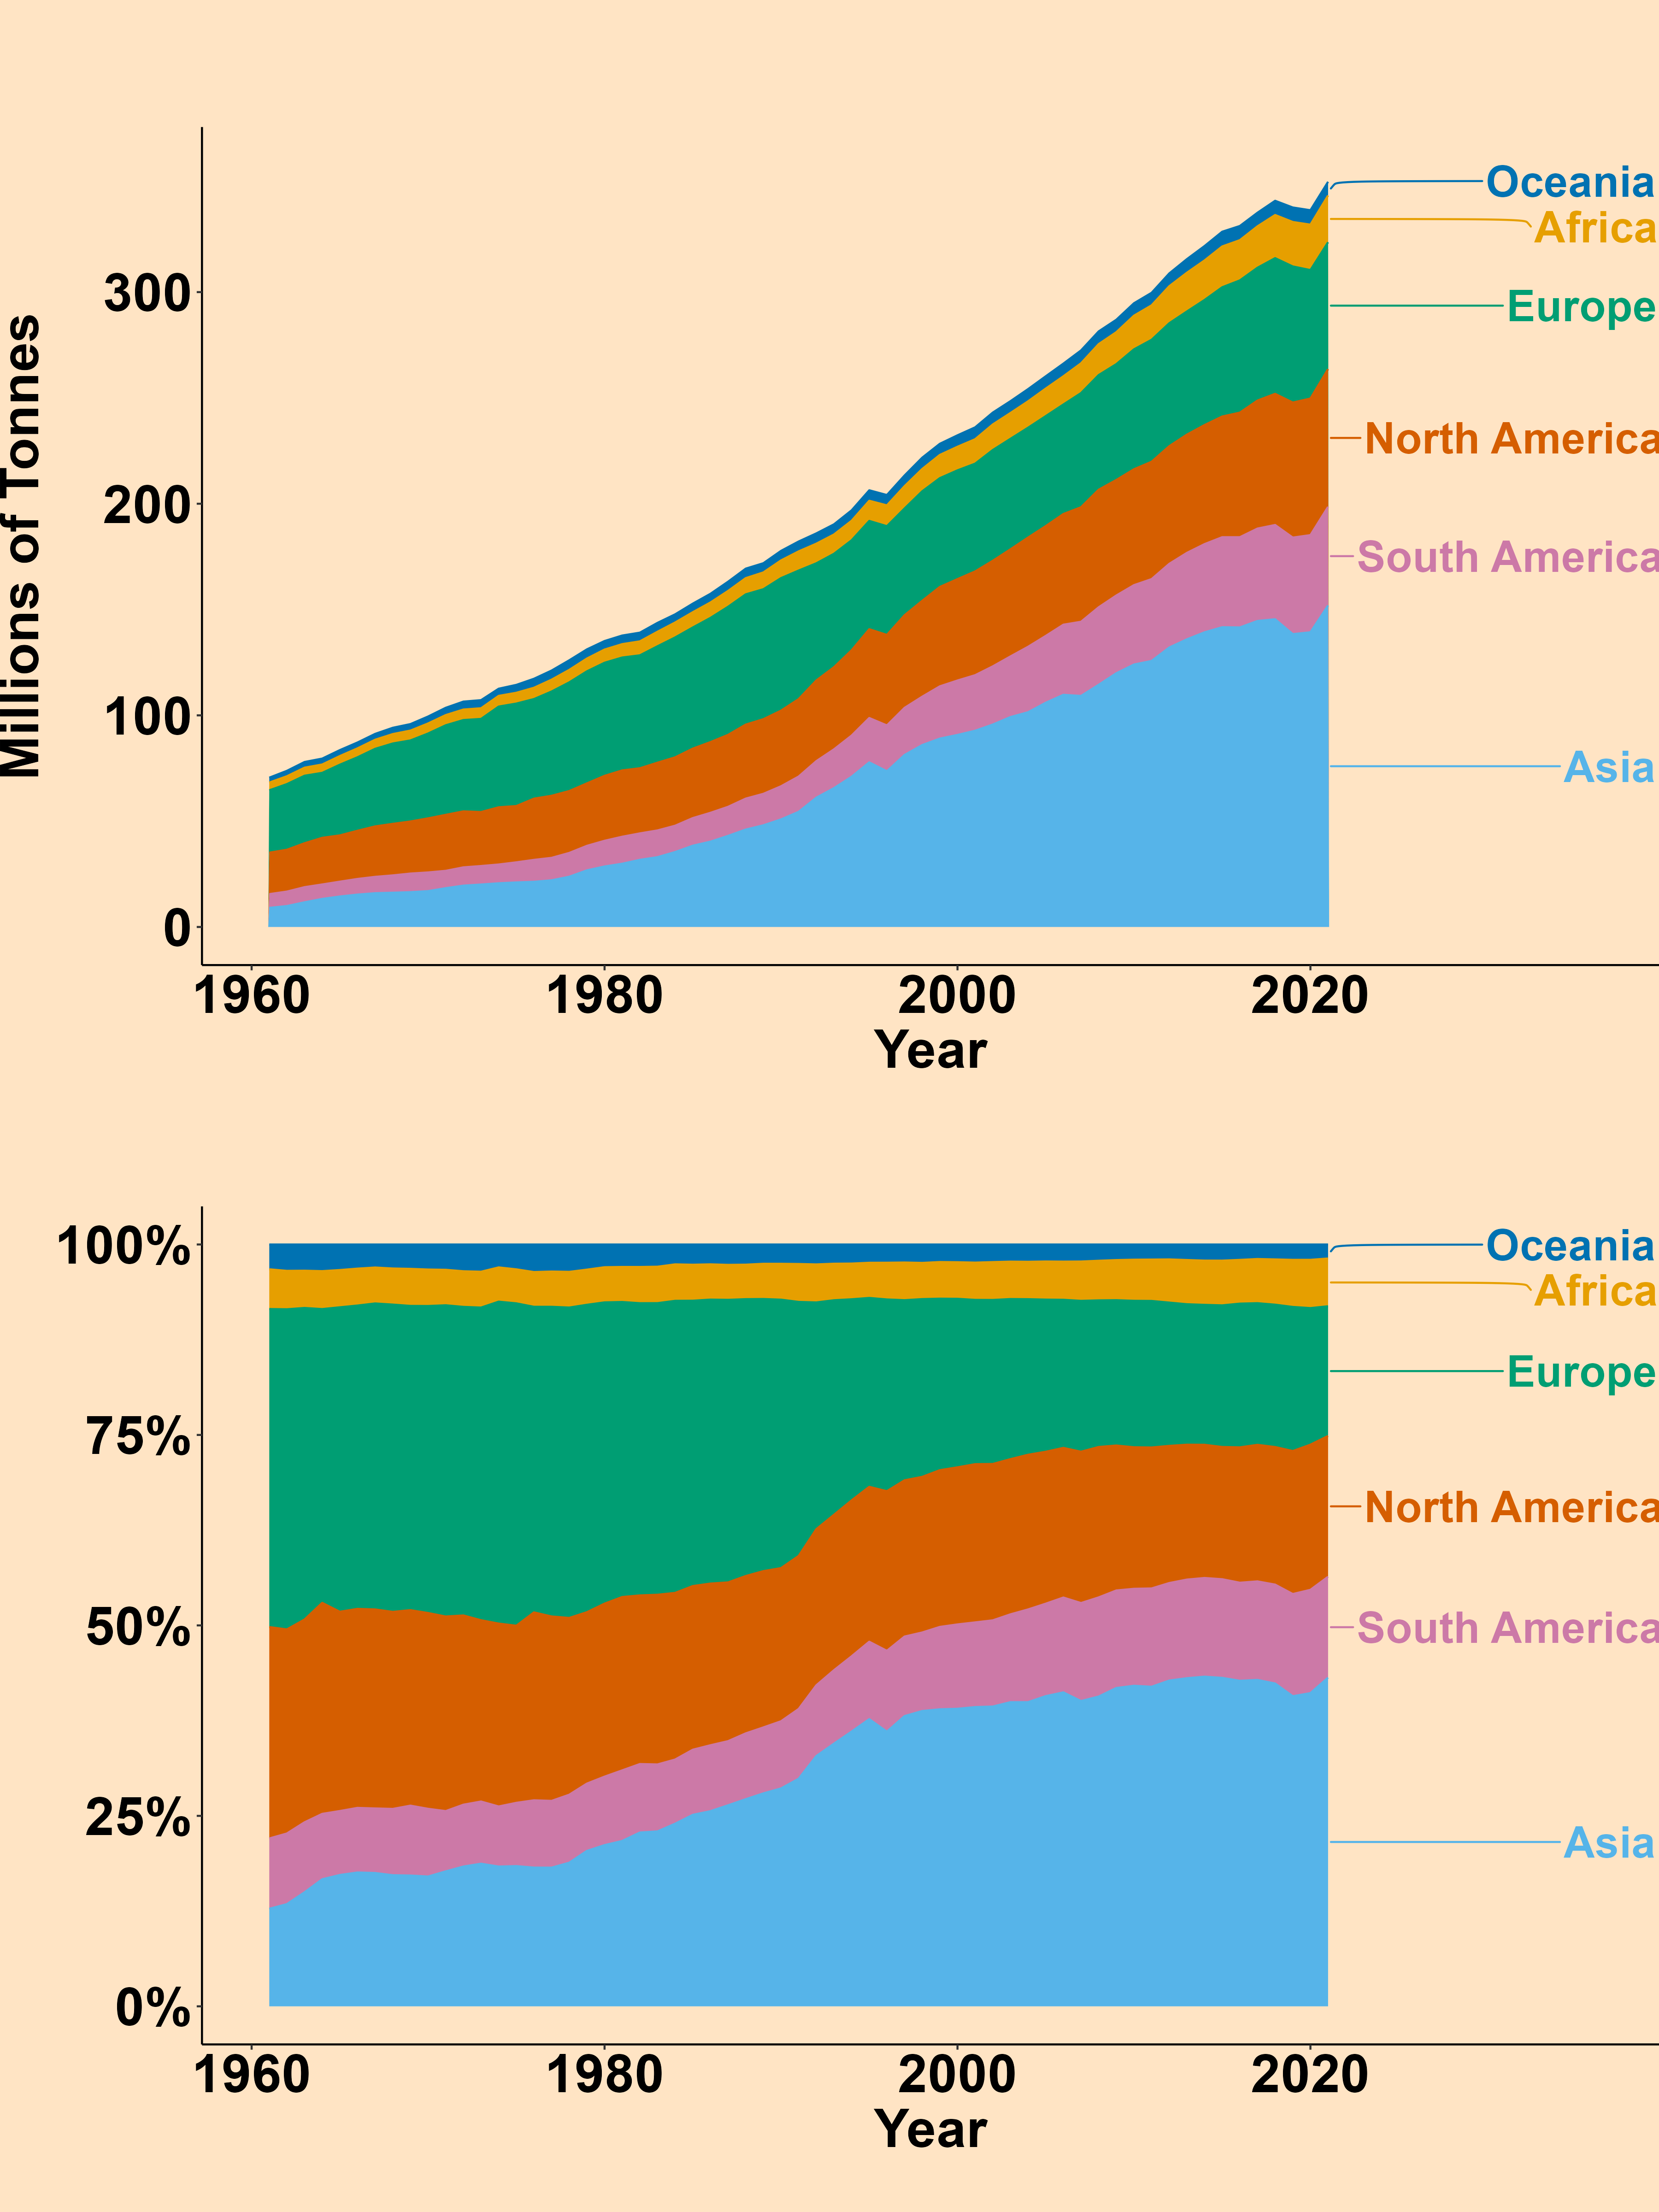 Millions of Tonnes
300
200
100
0
Oceania
Africa
Europe
North America
South America
Asia
1960 1980 2000 2020
Year
100%
75%
50%
25%
0%
Oceania
Africa
Europe
North America
South America
Asia
1960 1980 2000 2020
Year